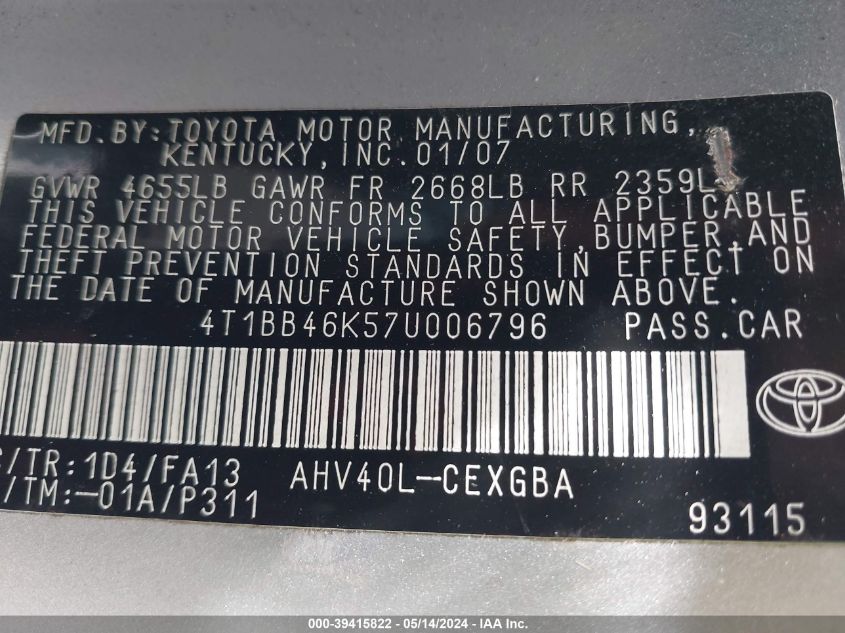 MFD. BY: TOYOTA MOTOR MANUFACTURING,
KENTUCKY, INC. 01/07
GVWR 4655LB GAWR FR 2668LB RR 2359L
THIS VEHICLE CONFORMS TO ALL APPLICABLE
FEDERAL MOTOR VEHICLE SAFETY, BUMPER, AND
THEFT PREVENTION STANDARDS IN EFFECT ON
THE DATE OF MANUFACTURE SHOWN ABOVE.
4T1BB46K57U006796 PASS. CAR
/TR: 1D4/FA13 AHV40L-CEXGBA
/TM: -01A/P311 93115
000-39415822 - 05/14/2024 - IAA Inc.